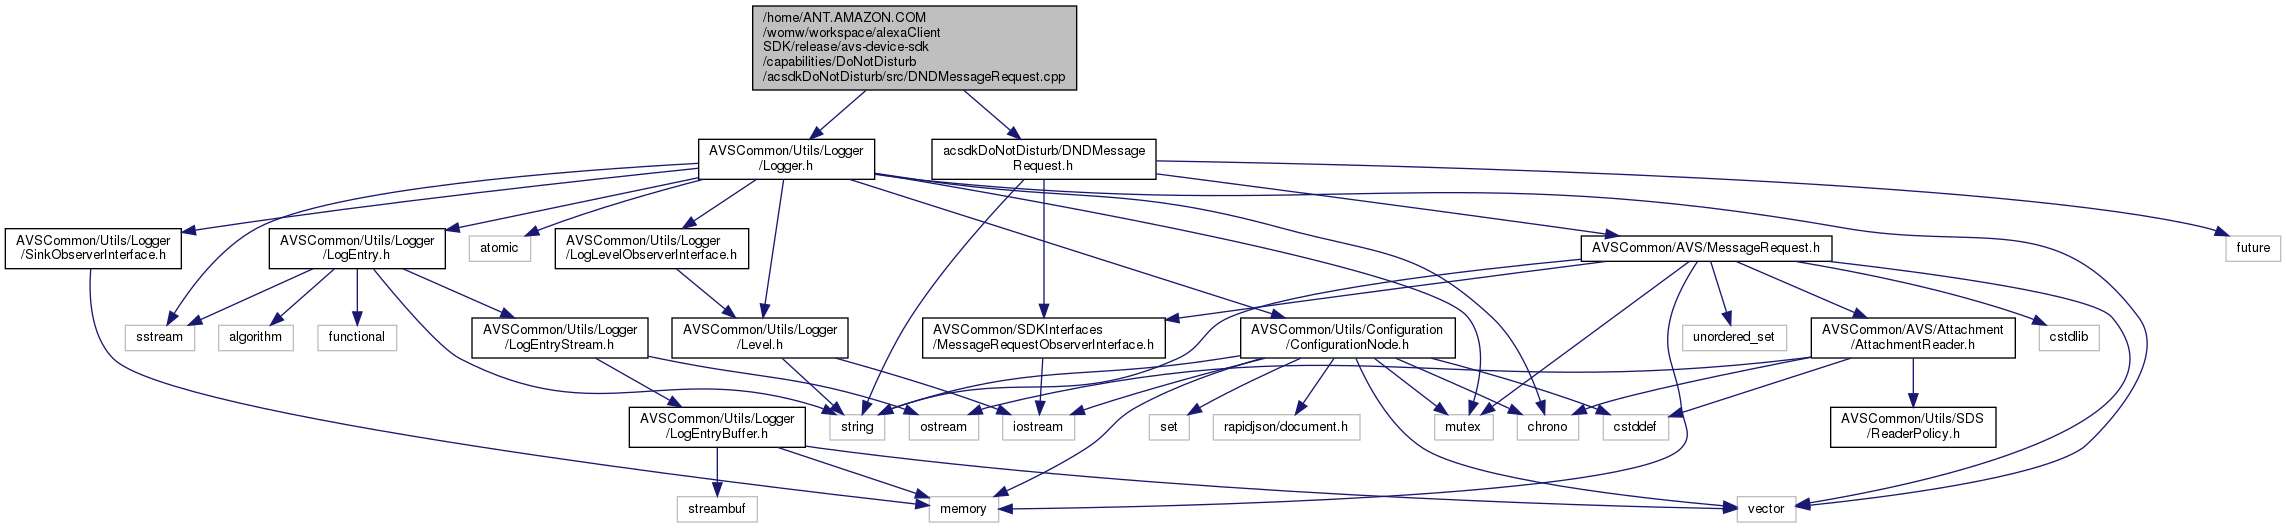 /home/ANT.AMAZON.COM
/womw/workspace/alexaClient
SDK/release/avs-device-sdk
/capabilities/DoNotDisturb
/acsdkDoNotDisturb/src/DNDMessageRequest.cpp
AVSCommon/Utils/Logger
/Logger.h
acsdkDoNotDisturb/DNDMessage
Request.h
AVSCommon/Utils/Logger
/SinkObserverInterface.h
AVSCommon/Utils/Logger
/LogEntry.h
atomic
AVSCommon/Utils/Logger
/LogLevelObserverInterface.h
AVSCommon/AVS/MessageRequest.h
future
sstream
algorithm
functional
AVSCommon/Utils/Logger
/LogEntryStream.h
AVSCommon/Utils/Logger
/Level.h
AVSCommon/SDKInterfaces
/MessageRequestObserverInterface.h
AVSCommon/Utils/Configuration
/ConfigurationNode.h
unordered_set
AVSCommon/AVS/Attachment
/AttachmentReader.h
cstdlib
AVSCommon/Utils/Logger
/LogEntryBuffer.h
string
ostream
iostream
set
rapidjson/document.h
mutex
chrono
cstddef
AVSCommon/Utils/SDS
/ReaderPolicy.h
streambuf
memory
vector